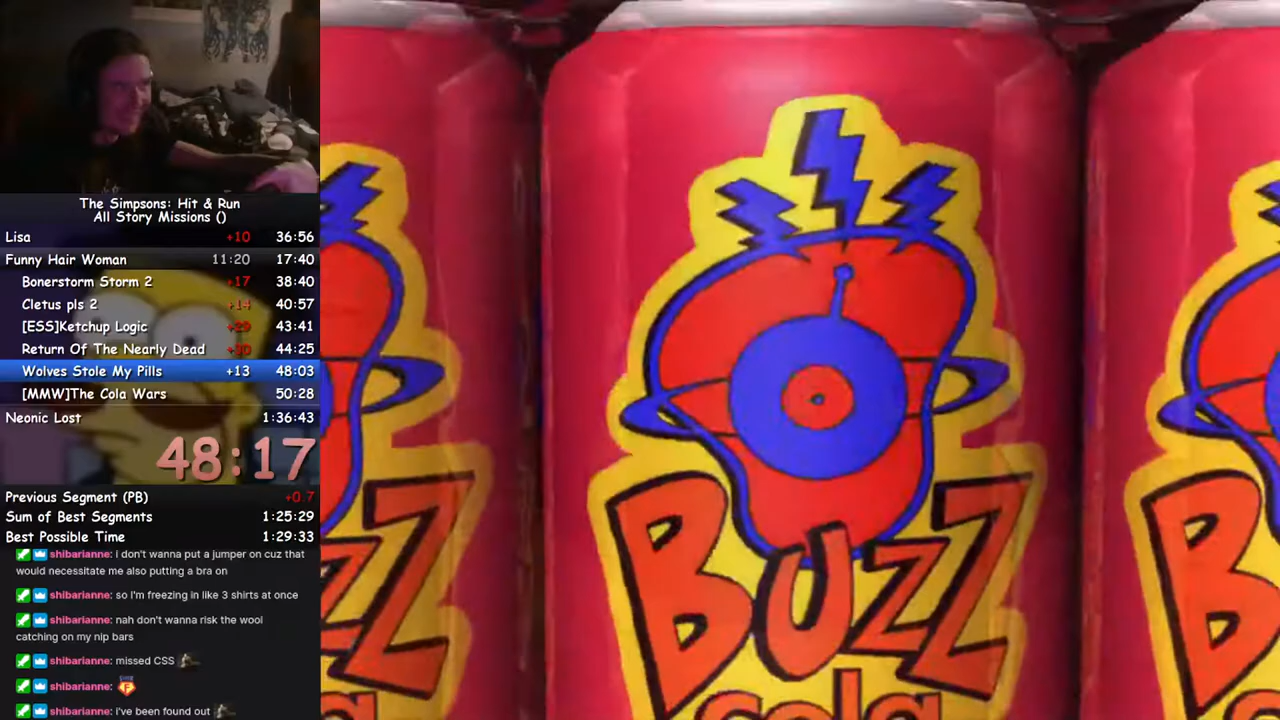 The Simpsons: Hit & Run
All Story Missions ()
Lisa +10 36:56
Funny Hair Woman 11:20 17:40
Bonerstorm Storm 2 +17 38:40
Cletus pls 2 +14 40:57
[ESS]Ketchup Logic +29 43:41
Return Of The Nearly Dead +30 44:25
Wolves Stole My Pills +13 48:03
[MMW]The Cola Wars 50:28
Neonic Lost 1:36:43
48:17
Previous Segment (PB) +0.7
Sum of Best Segments 1:25:29
Best Possible Time 1:29:33
shibarianne: i don't wanna put a jumper on cuz that
would necessitate me also putting a bra on
shibarianne: so I'm freezing in like 3 shirts at once
shibarianne: nah don't wanna risk the wool
catching on my nip bars
shibarianne: missed CSS
shibarianne:
shibarianne: i've been found out
BUZZ
cola